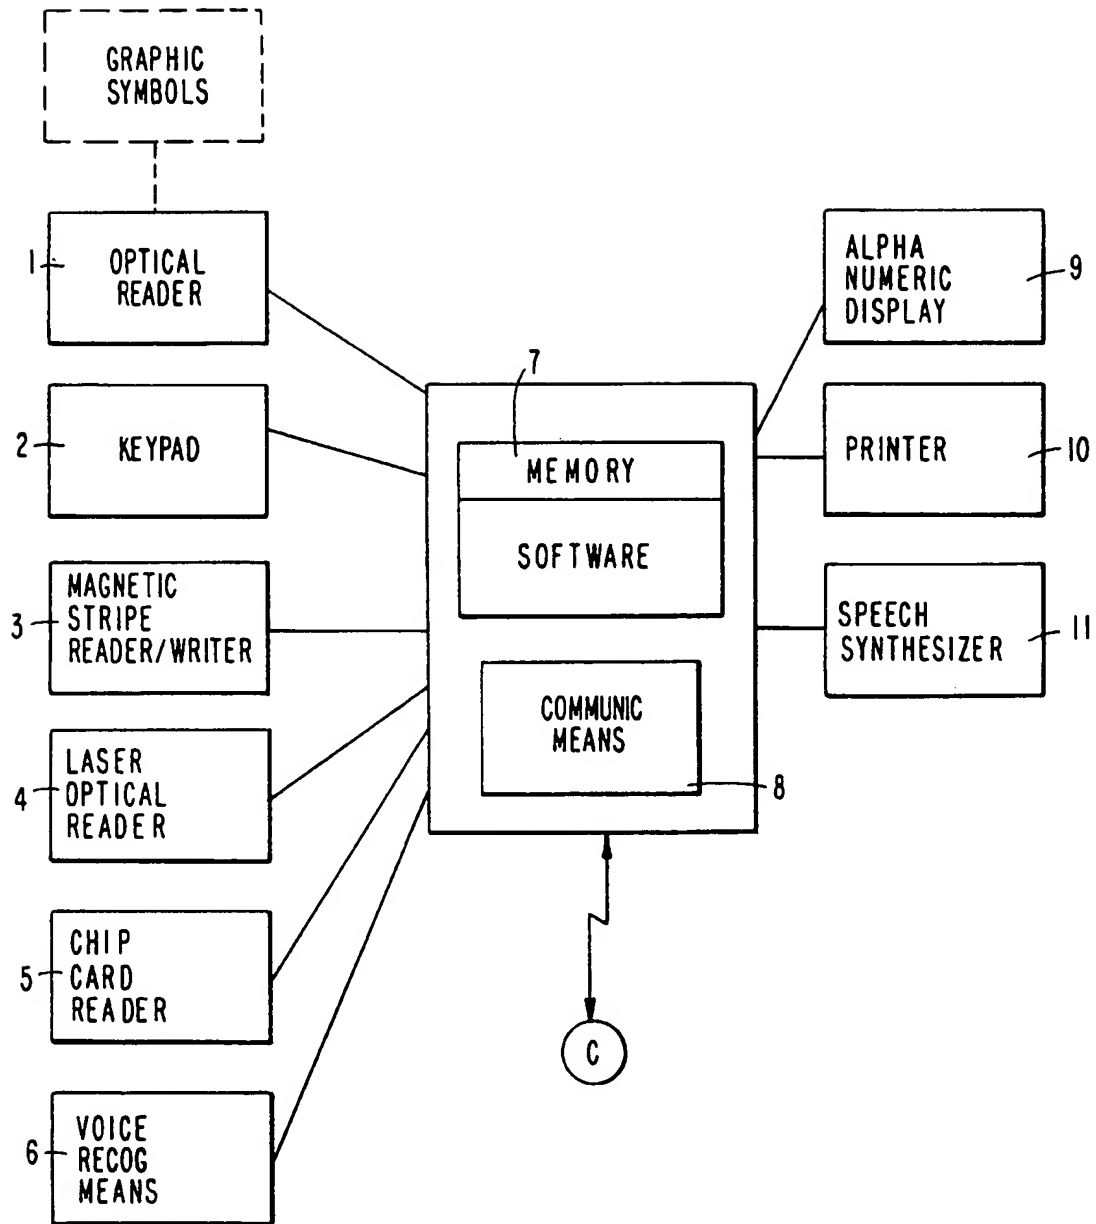 GRAPHIC
SYMBOLS
1
OPTICAL
READER
2
KEYPAD
3
MAGNETIC
STRIPE
READER/WRITER
4
LASER
OPTICAL
READER
5
CHIP
CARD
READER
6
VOICE
RECOG
MEANS
7
MEMORY
SOFTWARE
COMMUNIC
MEANS
8
C
ALPHA
NUMERIC
DISPLAY
9
PRINTER
10
SPEECH
SYNTHESIZER
11